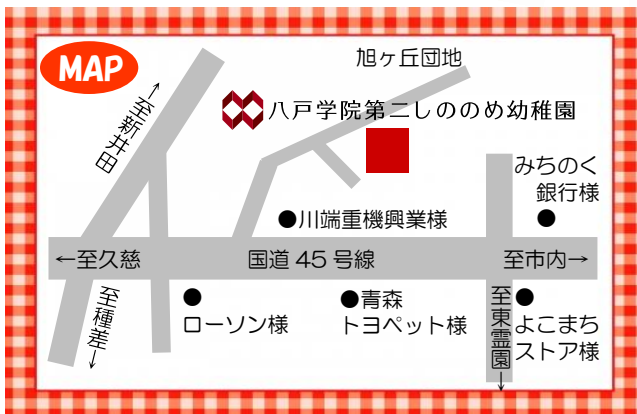 MAP
旭ヶ丘団地
←至新井田
八戸学院第二しののめ幼稚園
みちのく
銀行様
●川端重機興業様
←至久慈
国道45号線
至市内→
至種差→
ローソン様
●青森
トヨペット様
至東霊園→
よこまち
ストア様